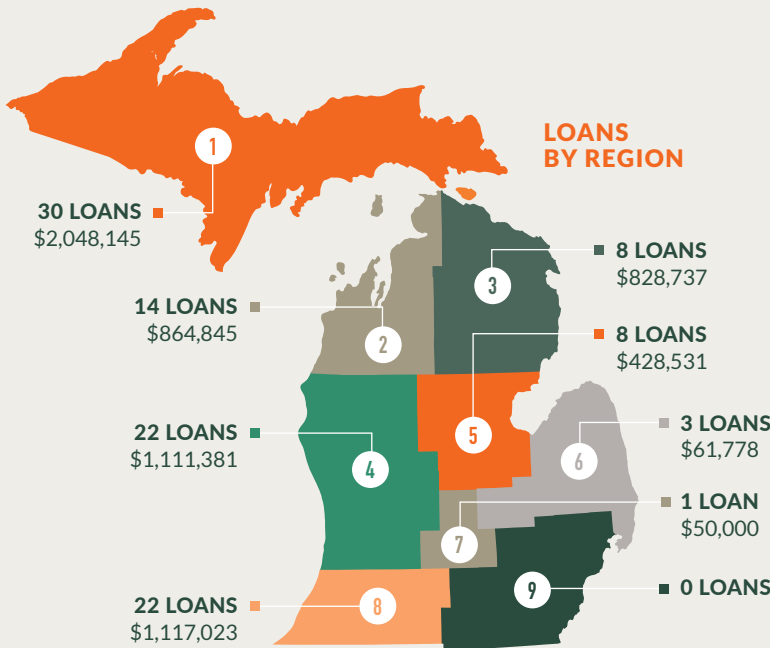 LOANS
BY REGION
1
30 LOANS
$2,048,145
2
14 LOANS
$864,845
3
8 LOANS
$828,737
4
22 LOANS
$1,111,381
5
8 LOANS
$428,531
6
3 LOANS
$61,778
7
1 LOAN
$50,000
8
22 LOANS
$1,117,023
9
0 LOANS